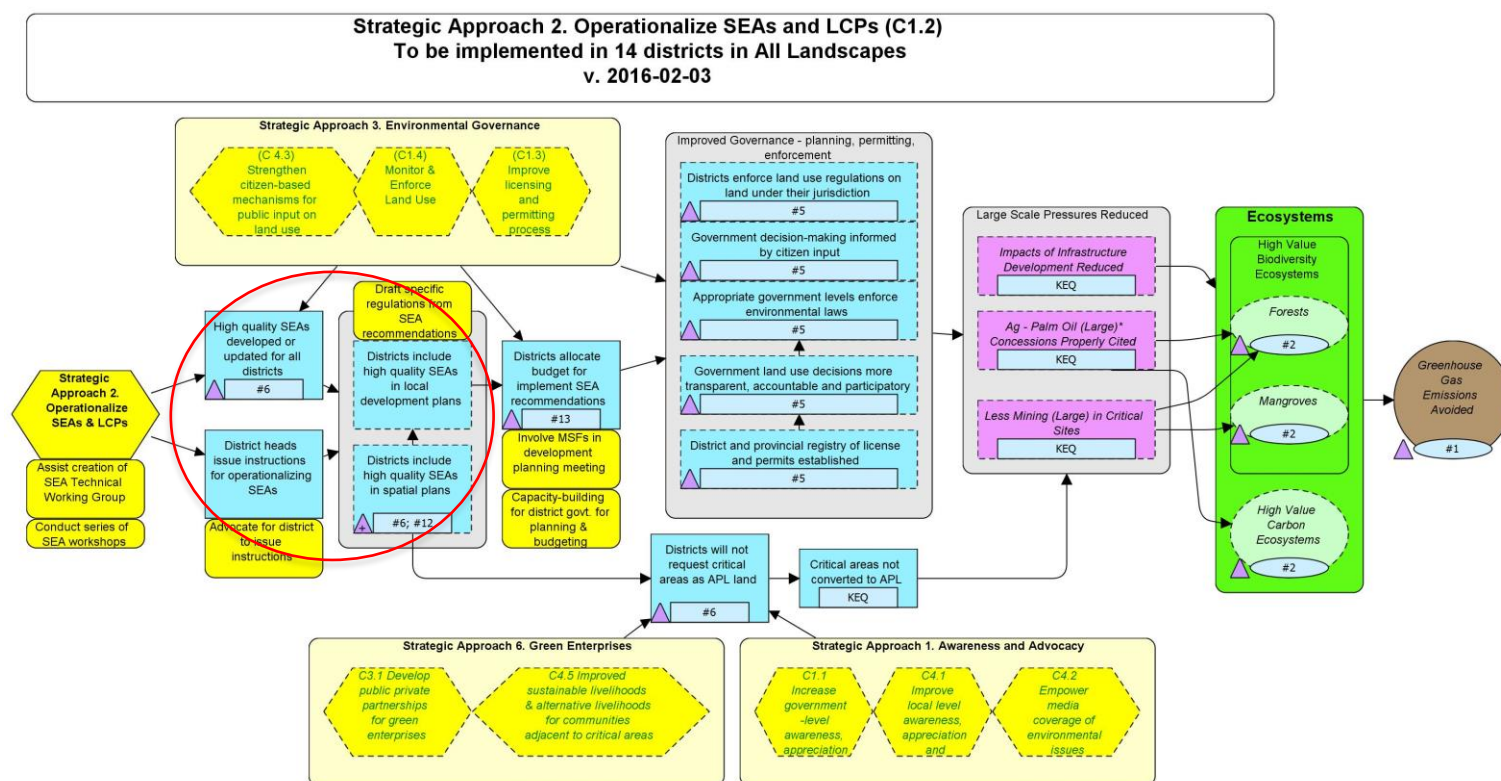 Strategic Approach 2. Operationalize SEAs and LCPs (C1.2)
To be implemented in 14 districts in All Landscapes
v. 2016-02-03
Strategic Approach 3. Environmental Governance
(C 4.3)
Strengthen
citizen-based
mechanisms for
public input on
land use
(C1.4)
Monitor &
Enforce
Land Use
(C1.3)
Improve
licensing
and
permitting
process
Strategic
Approach 2.
Operationalize
SEAs & LCPs
Assist creation of
SEA Technical
Working Group
Conduct series of
SEA workshops
High quality SEAs
developed or
updated for all
districts
#6
District heads
issue instructions
for operationalizing
SEAs
Advocate for district
to issue
instructions
Draft specific
regulations from
SEA
recommendations
Districts include
high quality SEAs
in local
development plans
Districts include
high quality SEAs
in spatial plans
+
#6; #12
Districts allocate
budget for
implement SEA
recommendations
#13
Involve MSFs in
development
planning meeting
Capacity-building
for district govt. for
planning &
budgeting
Improved Governance - planning, permitting,
enforcement
Districts enforce land use regulations on
land under their jurisdiction
#5
Government decision-making informed
by citizen input
#5
Appropriate government levels enforce
environmental laws
#5
Government land use decisions more
transparent, accountable and participatory
#5
District and provincial registry of license
and permits established
#5
Districts will not
request critical
areas as APL land
#6
Critical areas not
converted to APL
KEQ
Large Scale Pressures Reduced
Impacts of Infrastructure
Development Reduced
KEQ
Ag - Palm Oil (Large)*
Concessions Properly Cited
KEQ
Less Mining (Large) in Critical
Sites
KEQ
Ecosystems
High Value
Biodiversity
Ecosystems
Forests
#2
Mangroves
#2
High Value
Carbon
Ecosystems
#2
Greenhouse
Gas
Emissions
Avoided
#1
Strategic Approach 6. Green Enterprises
C3.1 Develop
public private
partnerships
for green
enterprises
C4.5 Improved
sustainable livelihoods
& alternative livelihoods
for communities
adjacent to critical areas
Strategic Approach 1. Awareness and Advocacy
C1.1
Increase
government
-level
awareness,
appreciation
C4.1
Improve
local level
awareness,
appreciation
and
C4.2
Empower
media
coverage of
environmental
issues